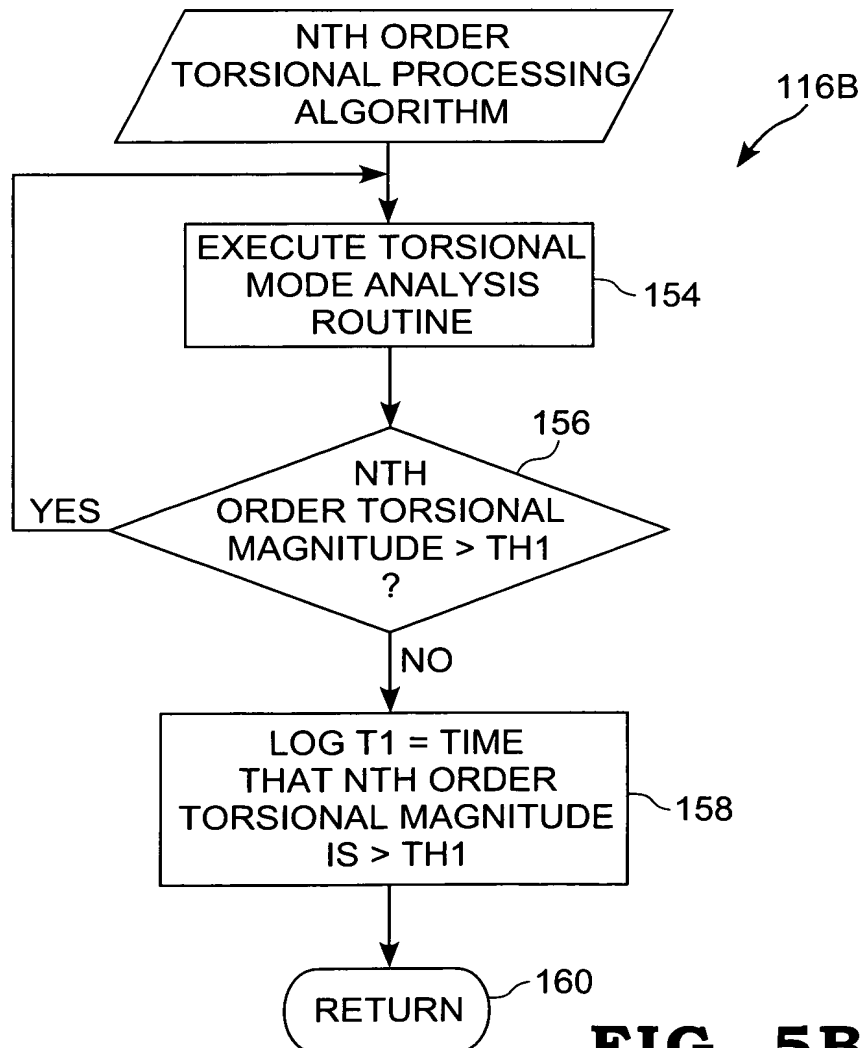 NTH ORDER
TORSIONAL PROCESSING
ALGORITHM
116B
EXECUTE TORSIONAL
MODE ANALYSIS
ROUTINE
154
156
NTH
ORDER TORSIONAL
MAGNITUDE > TH1
?
YES
NO
LOG T1 = TIME
THAT NTH ORDER
TORSIONAL MAGNITUDE
IS > TH1
158
RETURN
160
FIG. 5B